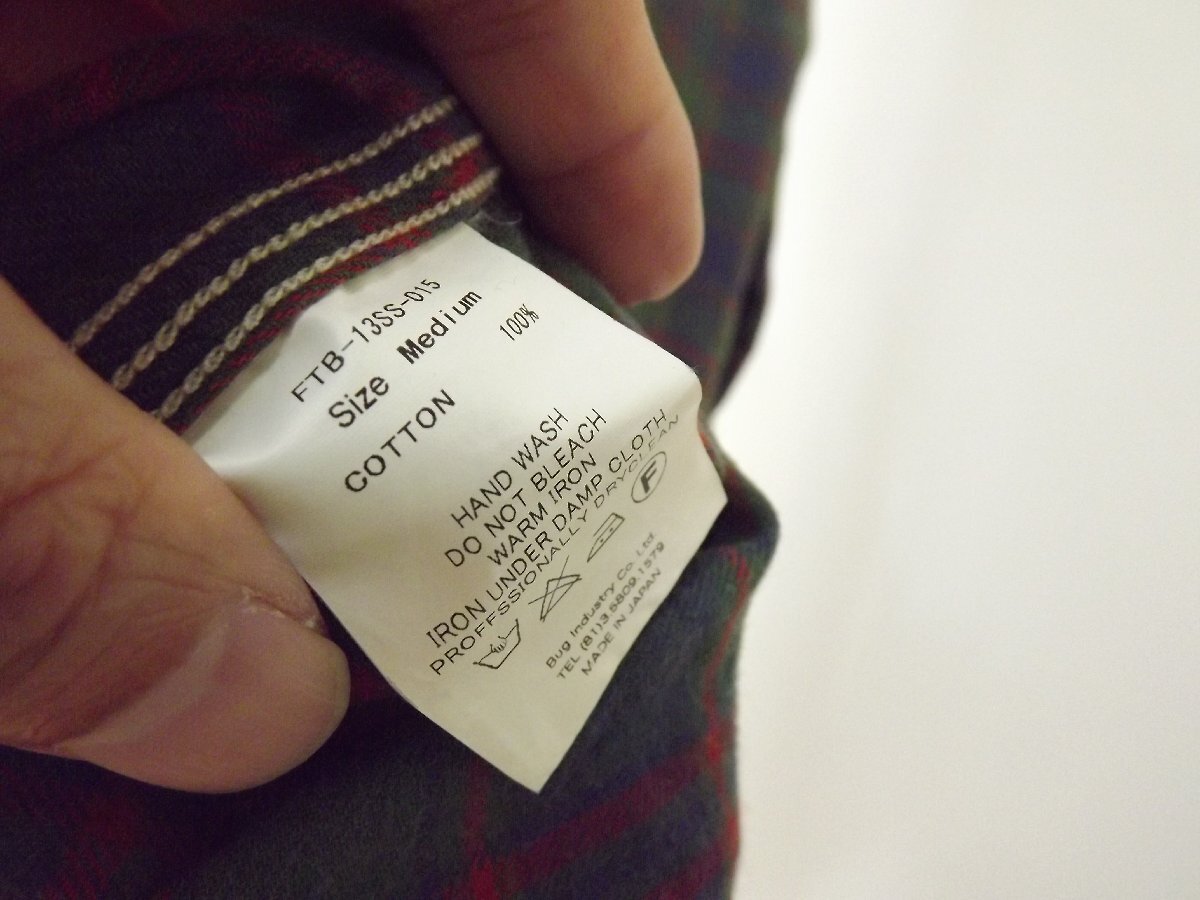 FTB-13SS-015
Size Medium
COTTON 100%
HAND WASH
DO NOT BLEACH
WARM IRON
IRON UNDER DAMP CLOTH
PROFFSSIONALLY DRYCLEAN
F
Bug Industry Co. Ltd.
TEL (81)3.5809.1579
MADE IN JAPAN